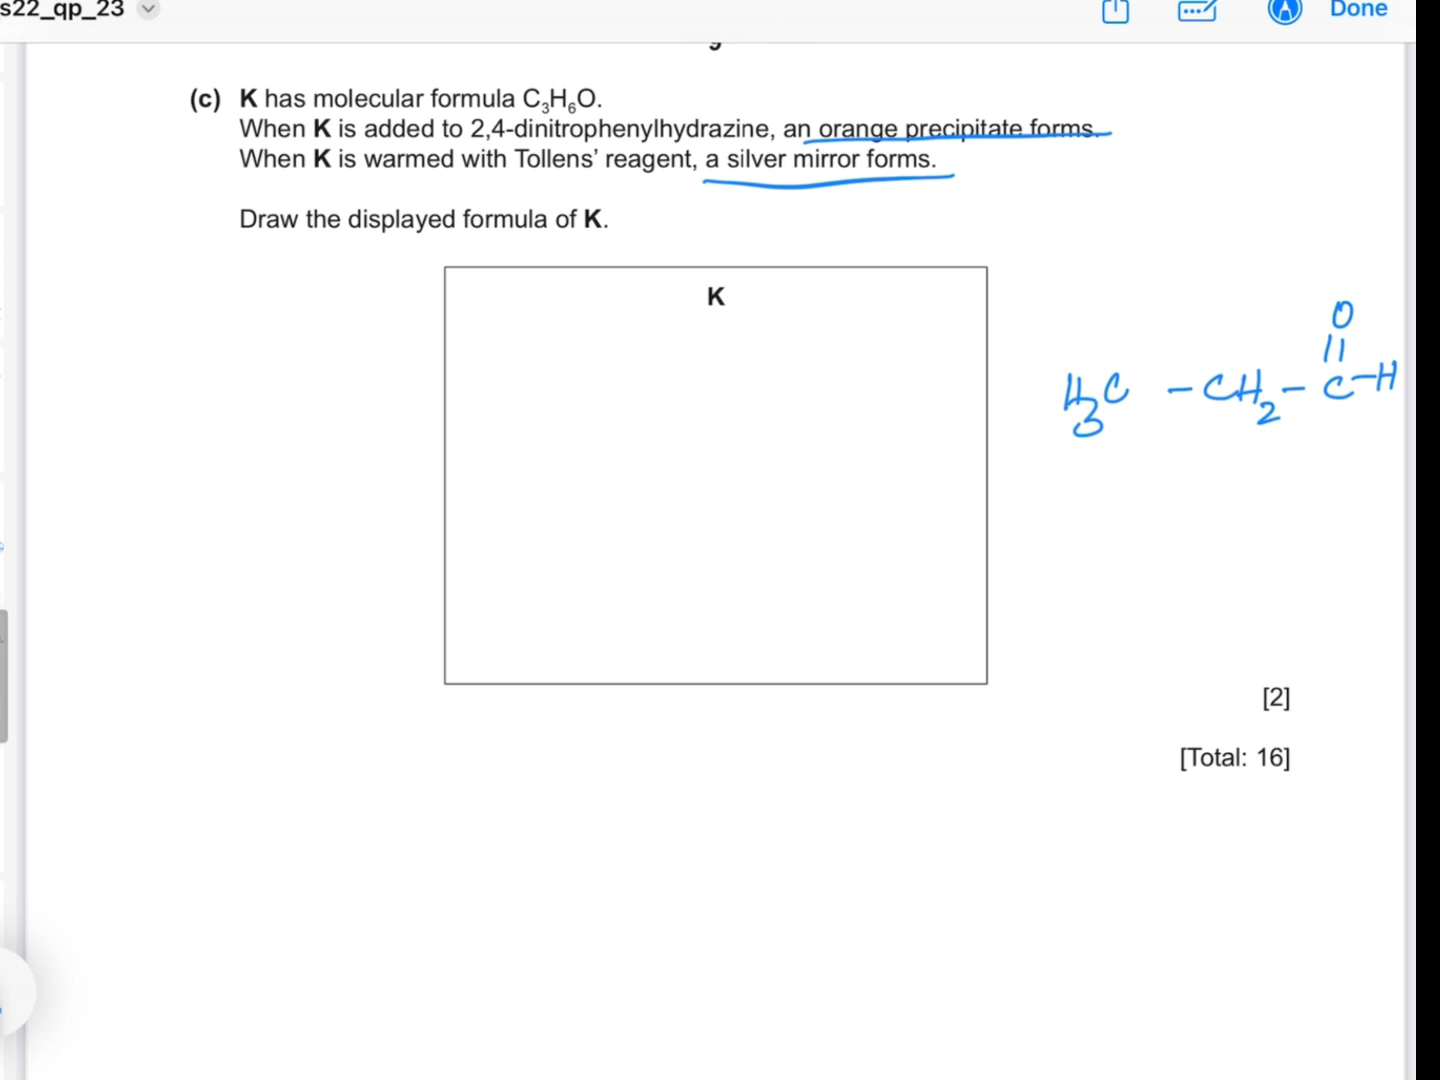 s22_qp_23
Done
(c) K has molecular formula C₃H₆O.
When K is added to 2,4-dinitrophenylhydrazine, an orange precipitate forms.
When K is warmed with Tollens’ reagent, a silver mirror forms.
Draw the displayed formula of K.
K
O
||
H₃C – CH₂ – C – H
[2]
[Total: 16]